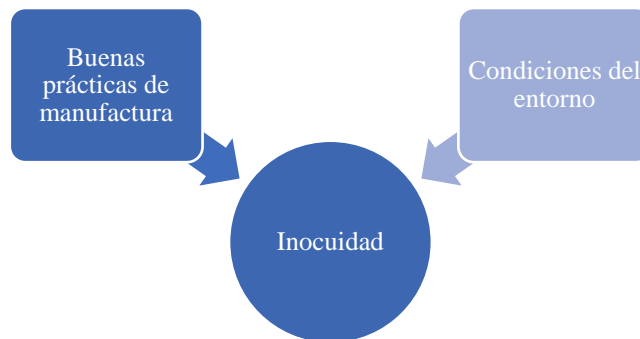 Buenas
prácticas de
manufactura
Condiciones del
entorno
Inocuidad